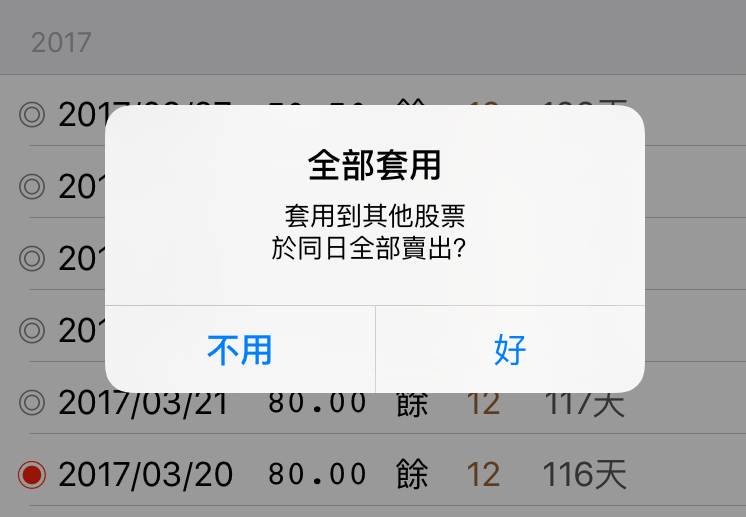 2017
全部套用
套用到其他股票
於同日全部賣出?
不用
好
2017/03/21 80.00 餘 12 117天
2017/03/20 80.00 餘 12 116天